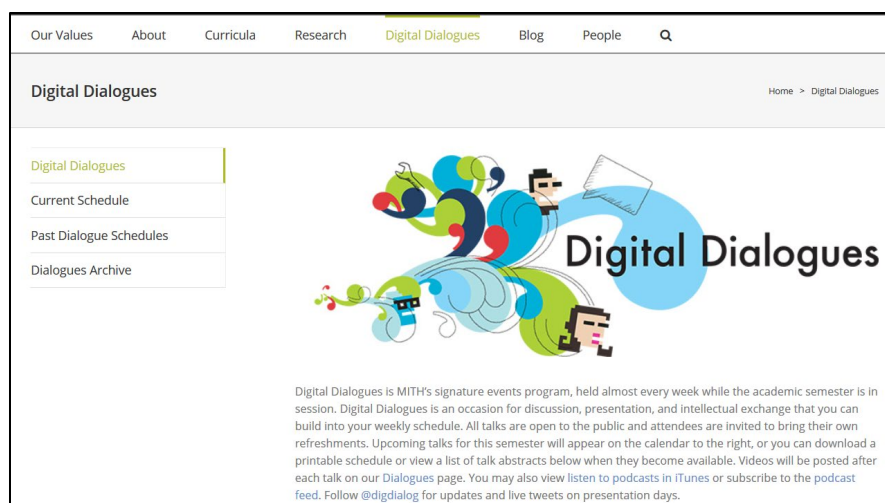 Our Values About Curricula Research Digital Dialogues Blog People
Digital Dialogues
Home > Digital Dialogues
Digital Dialogues
Current Schedule
Past Dialogue Schedules
Dialogues Archive
Digital Dialogues
Digital Dialogues is MITH's signature events program, held almost every week while the academic semester is in
session. Digital Dialogues is an occasion for discussion, presentation, and intellectual exchange that you can
build into your weekly schedule. All talks are open to the public and attendees are invited to bring their own
refreshments. Upcoming talks for this semester will appear on the calendar to the right, or you can download a
printable schedule or view a list of talk abstracts below when they become available. Videos will be posted after
each talk on our Dialogues page. You may also view listen to podcasts in iTunes or subscribe to the podcast
feed. Follow @digdialog for updates and live tweets on presentation days.